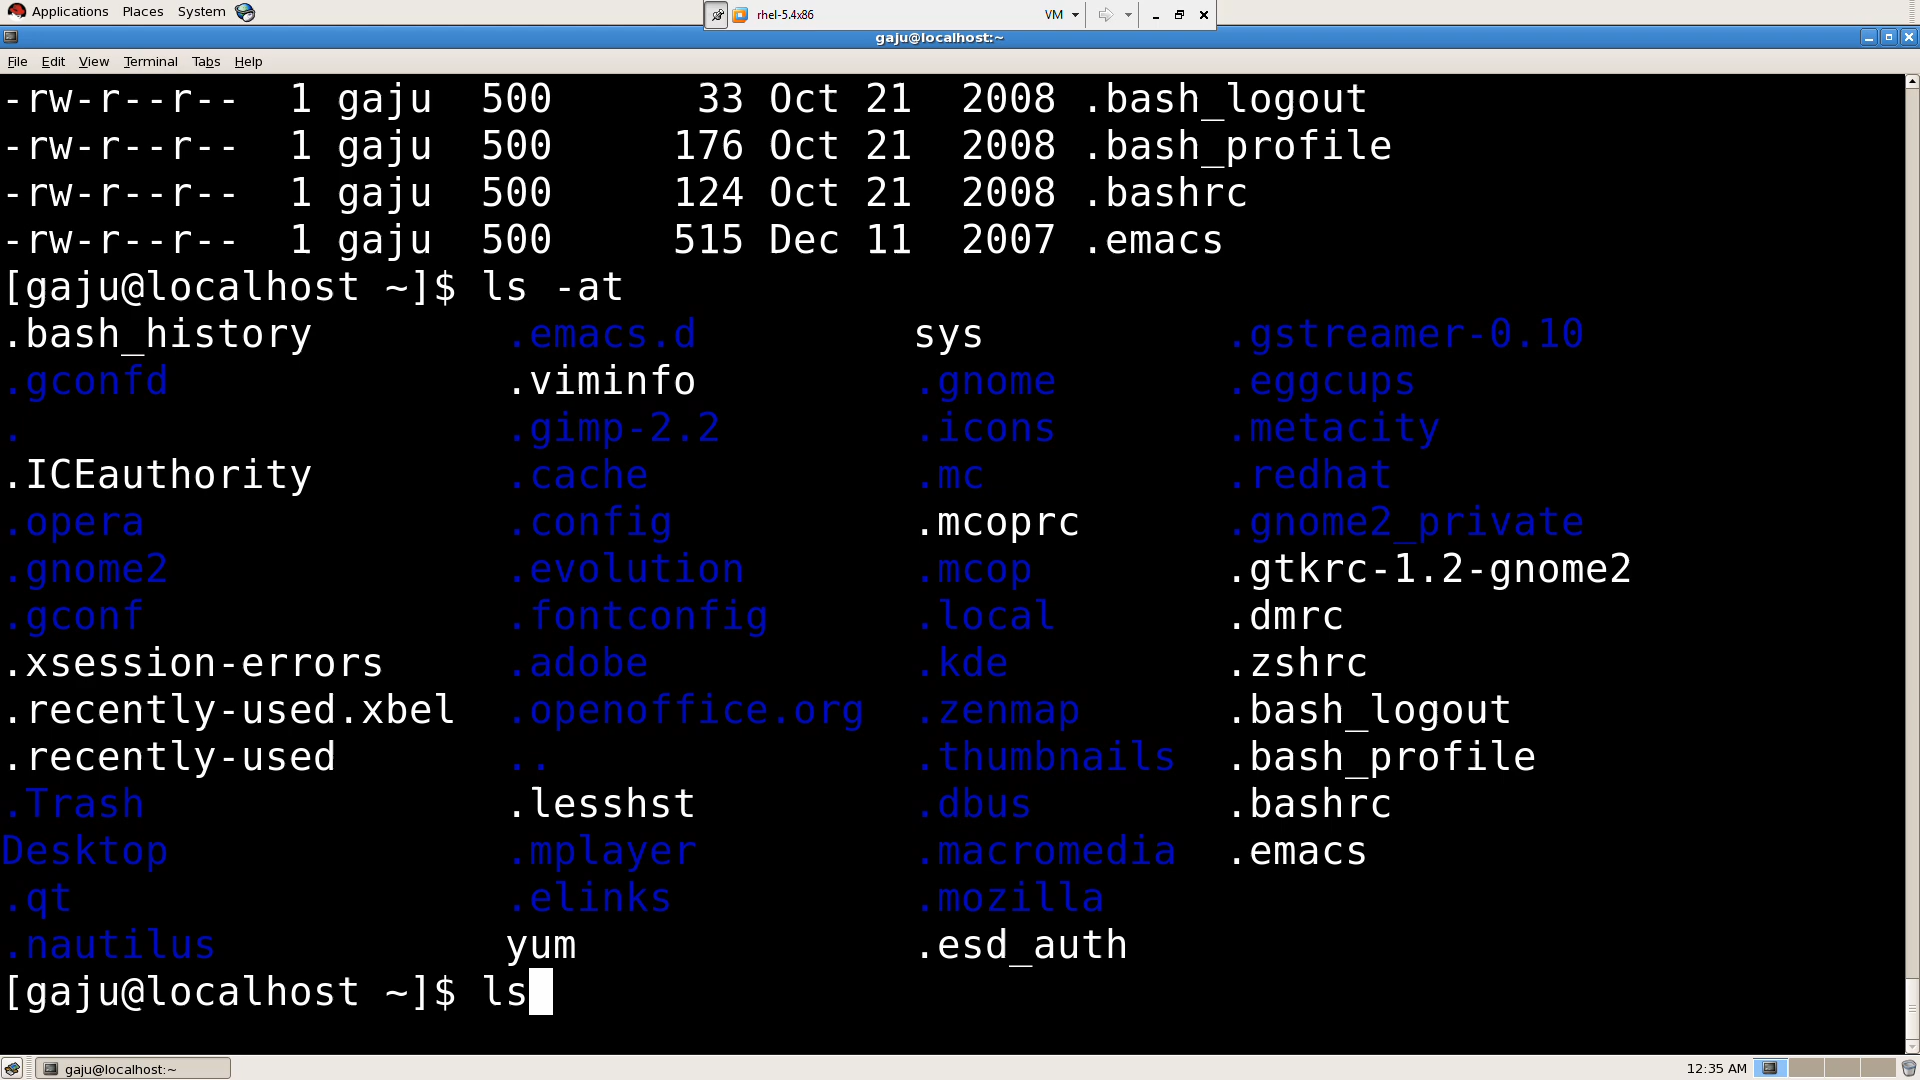 Applications Places System
rhel-5.4x86 VM
gaju@localhost:~
File Edit View Terminal Tabs Help
-rw-r--r-- 1 gaju 500 33 Oct 21 2008 .bash_logout
-rw-r--r-- 1 gaju 500 176 Oct 21 2008 .bash_profile
-rw-r--r-- 1 gaju 500 124 Oct 21 2008 .bashrc
-rw-r--r-- 1 gaju 500 515 Dec 11 2007 .emacs
[gaju@localhost ~]$ ls -at
.bash_history .emacs.d sys .gstreamer-0.10
.gconfd .viminfo .gnome .eggcups
. .gimp-2.2 .icons .metacity
.ICEauthority .cache .mc .redhat
.opera .config .mcoprc .gnome2_private
.gnome2 .evolution .mcop .gtkrc-1.2-gnome2
.gconf .fontconfig .local .dmrc
.xsession-errors .adobe .kde .zshrc
.recently-used.xbel .openoffice.org .zenmap .bash_logout
.recently-used .. .thumbnails .bash_profile
.Trash .lesshst .dbus .bashrc
Desktop .mplayer .macromedia .emacs
.qt .elinks .mozilla
.nautilus yum .esd_auth
[gaju@localhost ~]$ ls
gaju@localhost:~ 12:35 AM